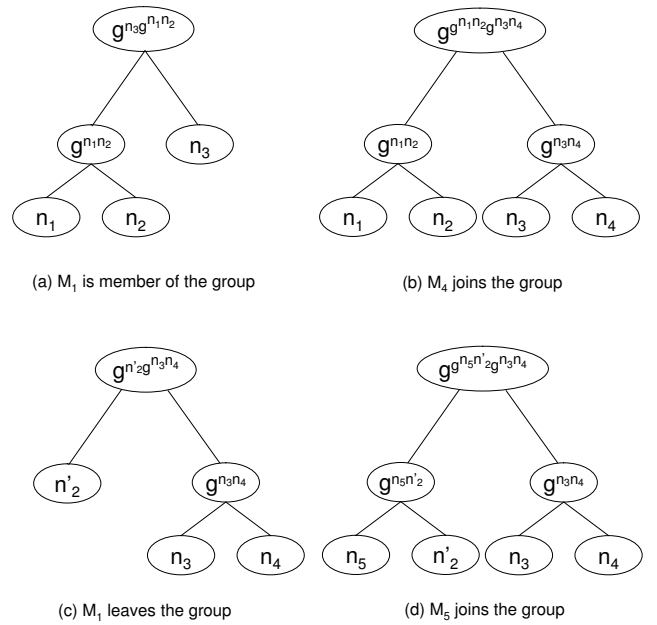 g^{n₃g^{n₁n₂}}
g^{n₁n₂}
n₃
n₁
n₂
(a) M₁ is member of the group
g^{g^{n₁n₂}g^{n₃n₄}}
g^{n₁n₂}
g^{n₃n₄}
n₁
n₂
n₃
n₄
(b) M₄ joins the group
g^{n'₂g^{n₃n₄}}
n'₂
g^{n₃n₄}
n₃
n₄
(c) M₁ leaves the group
g^{g^{n₅n'₂}g^{n₃n₄}}
g^{n₅n'₂}
g^{n₃n₄}
n₅
n'₂
n₃
n₄
(d) M₅ joins the group